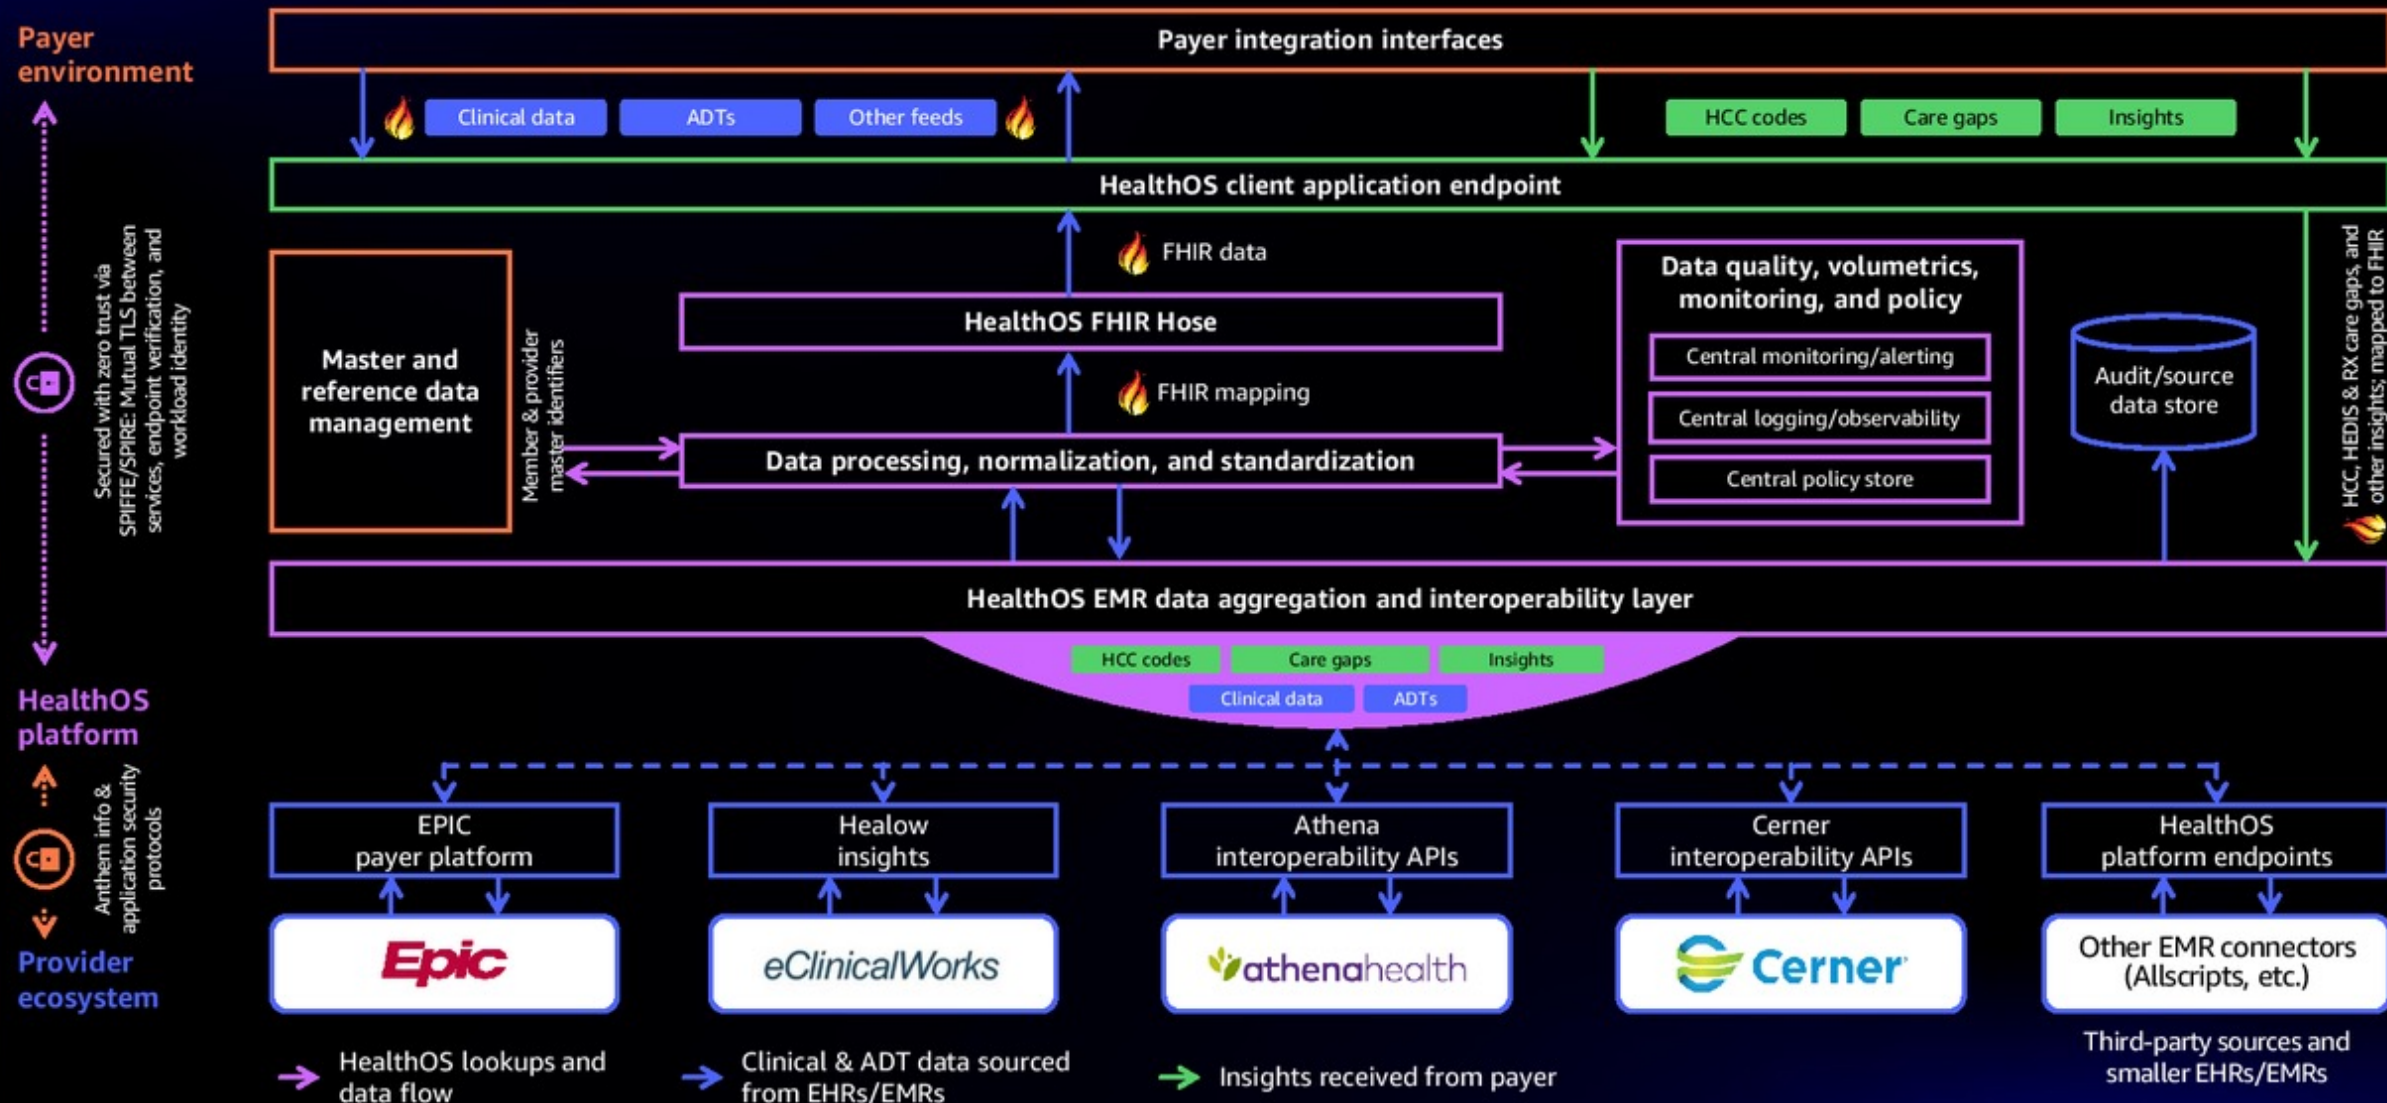 Payer
environment
Payer integration interfaces
Clinical data
ADTs
Other feeds
HCC codes
Care gaps
Insights
HealthOS client application endpoint
Secured with zero trust via
SPIFFE/SPIRE: Mutual TLS between
services, endpoint verification, and
workload identity
Master and
reference data
management
Member & provider
master identifiers
FHIR data
HealthOS FHIR Hose
FHIR mapping
Data processing, normalization, and standardization
Data quality, volumetrics,
monitoring, and policy
Central monitoring/alerting
Central logging/observability
Central policy store
Audit/source
data store
HCC, HEDIS & RX care gaps, and
other insights; mapped to FHIR
HealthOS EMR data aggregation and interoperability layer
HCC codes
Care gaps
Insights
Clinical data
ADTs
HealthOS
platform
Anthem info &
application security
protocols
EPIC
payer platform
Healow
insights
Athena
interoperability APIs
Cerner
interoperability APIs
HealthOS
platform endpoints
Provider
ecosystem
Epic
eClinicalWorks
athenahealth
Cerner
Other EMR connectors
(Allscripts, etc.)
Third-party sources and
smaller EHRs/EMRs
HealthOS lookups and
data flow
Clinical & ADT data sourced
from EHRs/EMRs
Insights received from payer